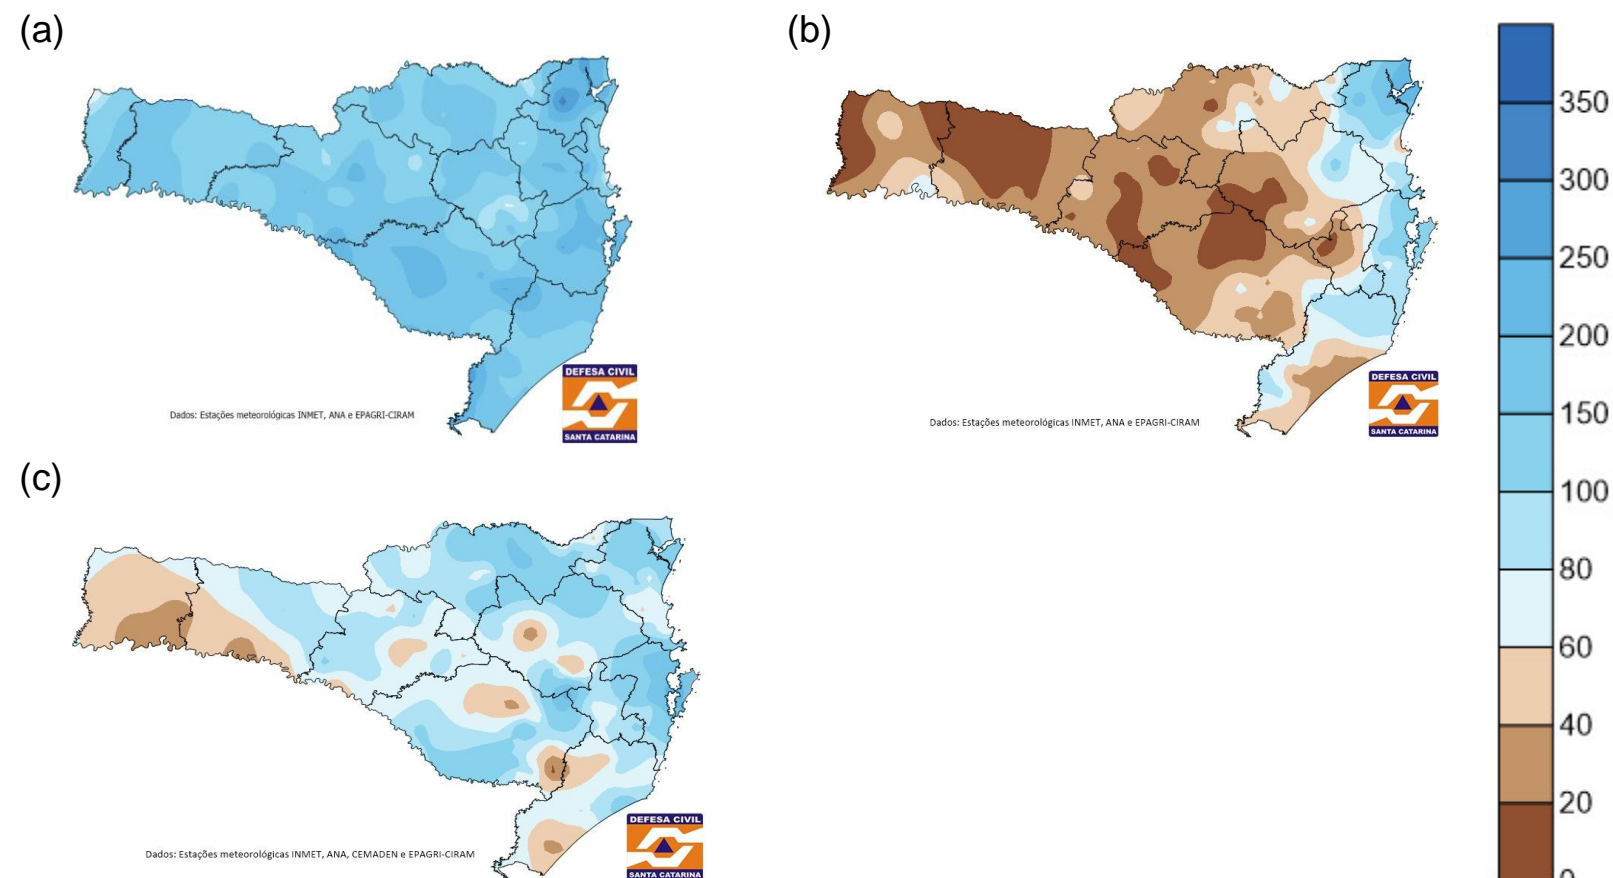 (a)
DEFESA CIVIL
SANTA CATARINA
Dados: Estações meteorológicas INMET, ANA e EPAGRI-CIRAM
(b)
DEFESA CIVIL
SANTA CATARINA
Dados: Estações meteorológicas INMET, ANA e EPAGRI-CIRAM
(c)
DEFESA CIVIL
SANTA CATARINA
Dados: Estações meteorológicas INMET, ANA, CEMADEN e EPAGRI-CIRAM
350
300
250
200
150
100
80
60
40
20
0